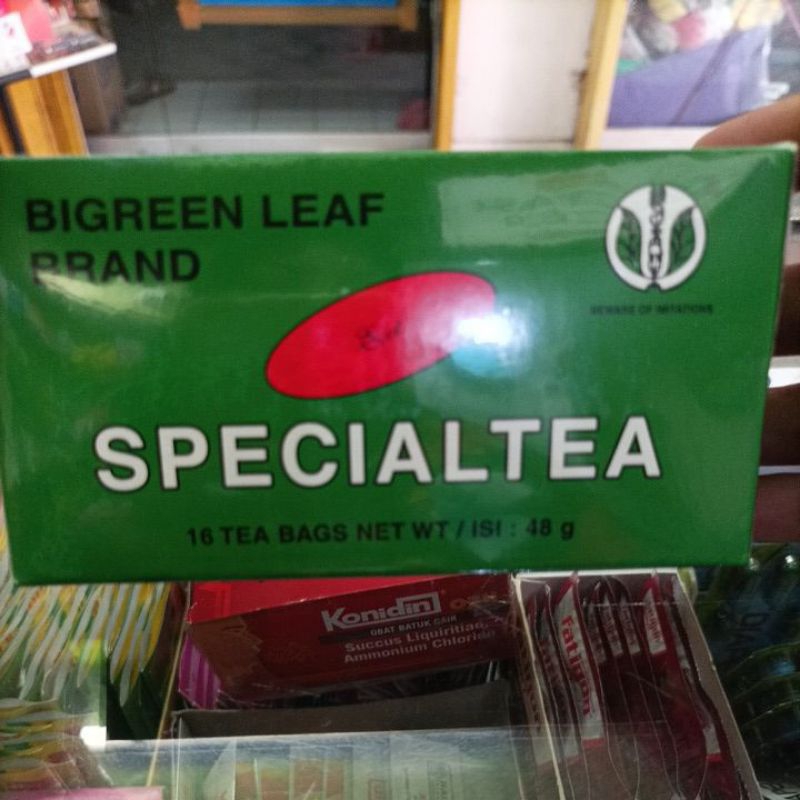 BIGREEN LEAF
BRAND
BEWARE OF IMITATIONS
SPECIALTEA
16 TEA BAGS NET WT / ISI : 48 g
Konidin
OBAT BATUK CAIR
Succus Liquiritiae
Ammonium Chloride
fatigon